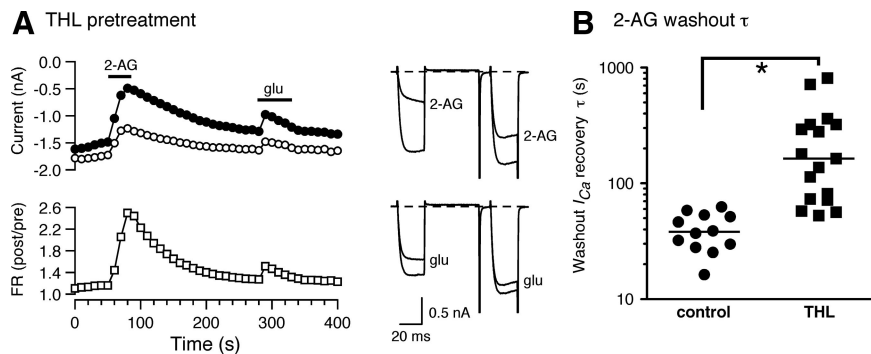 A THL pretreatment
2-AG
glu
Current (nA)
0.0
-0.5
-1.0
-1.5
-2.0
FR (post/pre)
2.6
2.2
1.8
1.4
1.0
0 100 200 300 400
Time (s)
2-AG
2-AG
glu
glu
0.5 nA
20 ms
B 2-AG washout τ
*
Washout ICa recovery τ (s)
1000
100
10
control THL